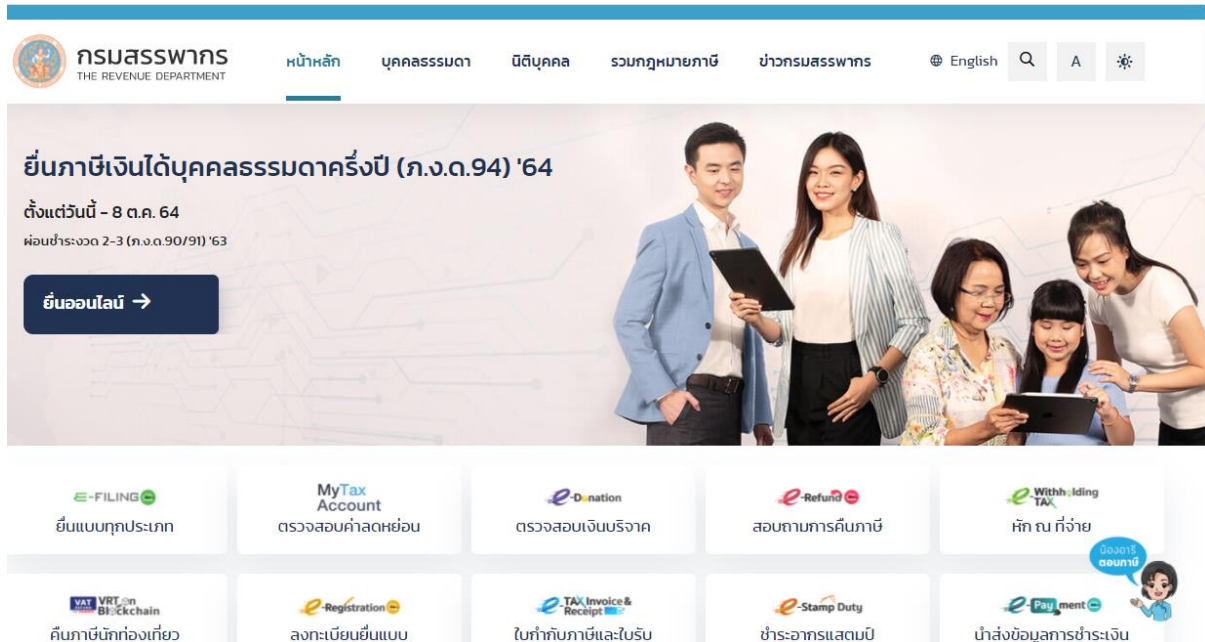 กรมสรรพากร
THE REVENUE DEPARTMENT
หน้าหลัก บุคคลธรรมดา นิติบุคคล รวมกฎหมายภาษี ข่าวกรมสรรพากร English A
ยื่นภาษีเงินได้บุคคลธรรมดาครึ่งปี (ภ.ง.ด.94) '64
ตั้งแต่วันนี้ - 8 ต.ค. 64
ผ่อนชำระงวด 2-3 (ภ.ง.ด.90/91) '63
ยื่นออนไลน์ →
E-FILING
ยื่นแบบทุกประเภท
MyTax
Account
ตรวจสอบค่าลดหย่อน
e-Donation
ตรวจสอบเงินบริจาค
e-Refund
สอบถามการคืนภาษี
e-Withholding
TAX
หัก ณ ที่จ่าย
น้องอารี
ตอบภาษี
VAT VRT on
Blockchain
คืนภาษีนักท่องเที่ยว
e-Registration
ลงทะเบียนยื่นแบบ
e-TAX Invoice &
Receipt
ใบกำกับภาษีและใบรับ
e-Stamp Duty
ชำระอากรแสตมป์
e-Payment
นำส่งข้อมูลการชำระเงิน